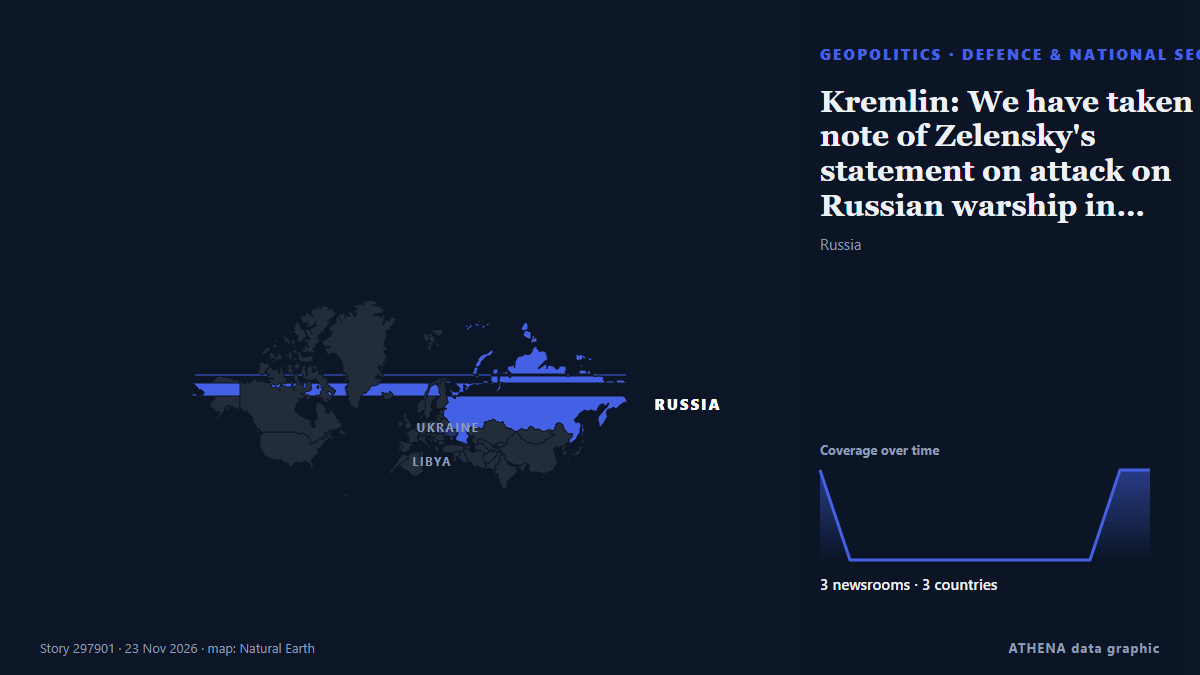 GEOPOLITICS · DEFENCE & NATIONAL
Kremlin: We have taken
note of Zelensky's
statement on attack on
Russian warship in...
Russia
RUSSIA
UKRAINE
LIBYA
Coverage over time
3 newsrooms · 3 countries
Story 297901 · 23 Nov 2026 · map: Natural Earth
ATHENA data graphic